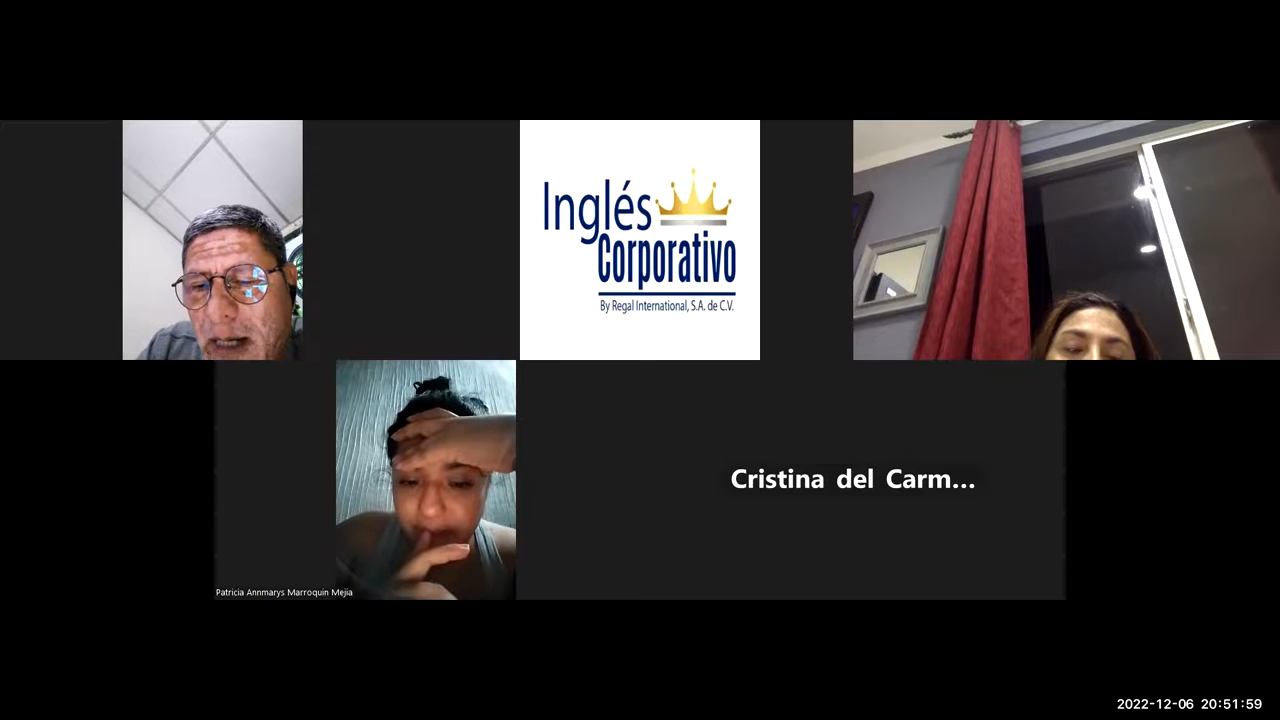 Inglés
Corporativo
By Regal International, S.A. de C.V.
Cristina del Carm...
Patricia Annmarys Marroquin Mejia
2022-12-06 20:51:59